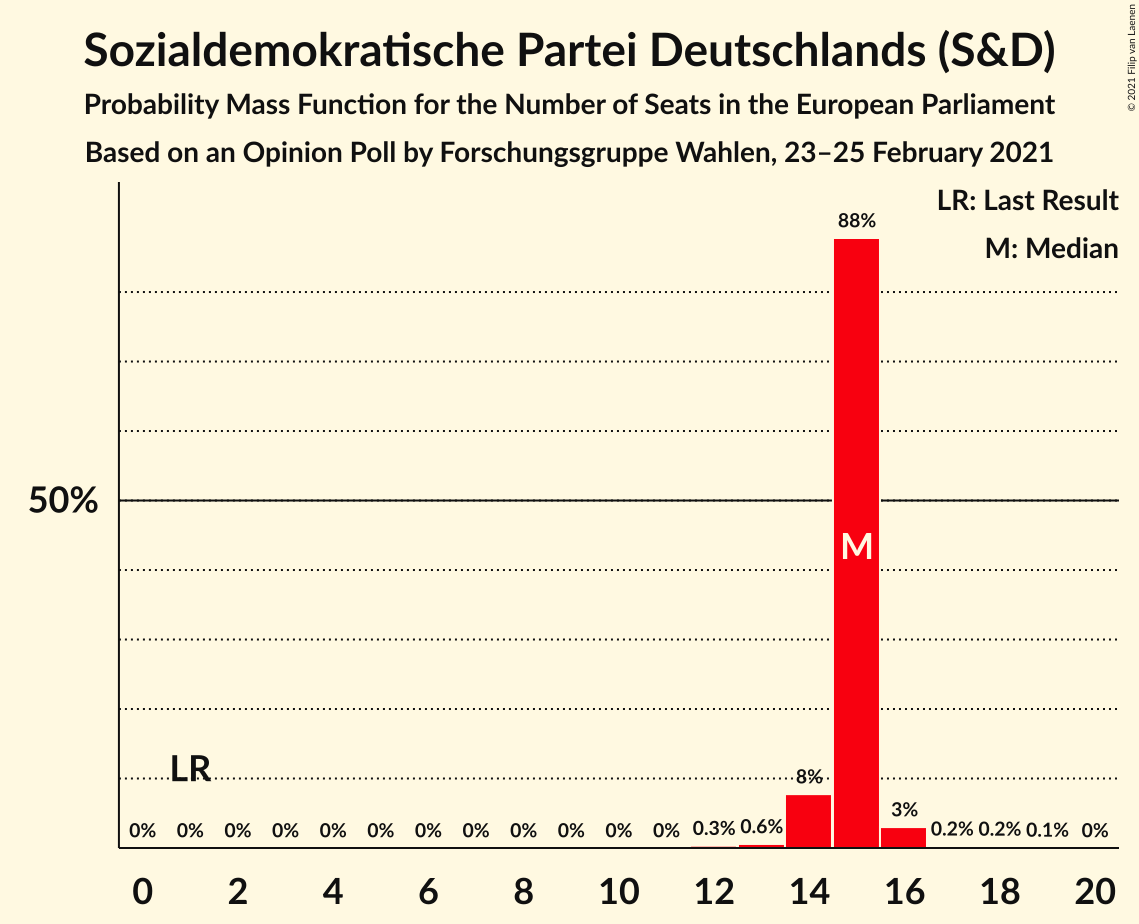 Sozialdemokratische Partei Deutschlands (S&D)
Probability Mass Function for the Number of Seats in the European Parliament
Based on an Opinion Poll by Forschungsgruppe Wahlen, 23–25 February 2021
© 2021 Filip van Laenen
LR: Last Result
M: Median
88%
50%
M
LR
8%
3%
0% 0% 0% 0% 0% 0% 0% 0% 0% 0% 0% 0% 0.3% 0.6% 0.2% 0.2% 0.1% 0%
0 2 4 6 8 10 12 14 16 18 20